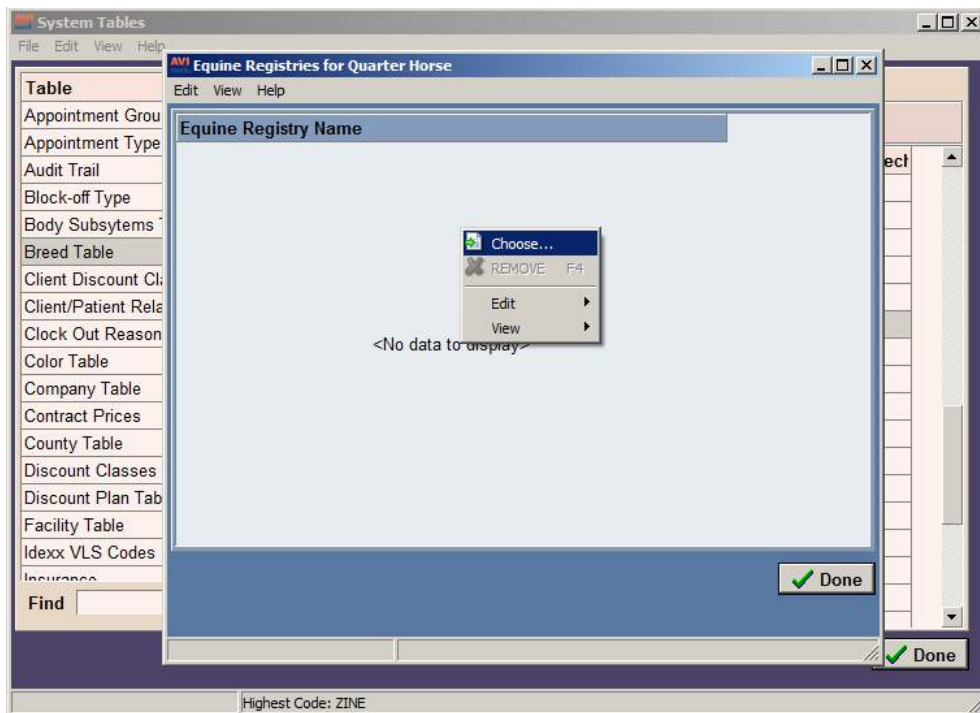 System Tables
File Edit View Help
AVI Equine Registries for Quarter Horse
Edit View Help
Table
Equine Registry Name
Appointment Grou
Appointment Type
Audit Trail
Block-off Type
Body Subsytems
Breed Table
Client Discount Cla
Client/Patient Rela
Clock Out Reason
Color Table
Company Table
Contract Prices
County Table
Discount Classes
Discount Plan Tab
Facility Table
Idexx VLS Codes
Insurance
Find
Choose...
REMOVE F4
Edit
View
<No data to display>
ech
Done
Done
Highest Code: ZINE